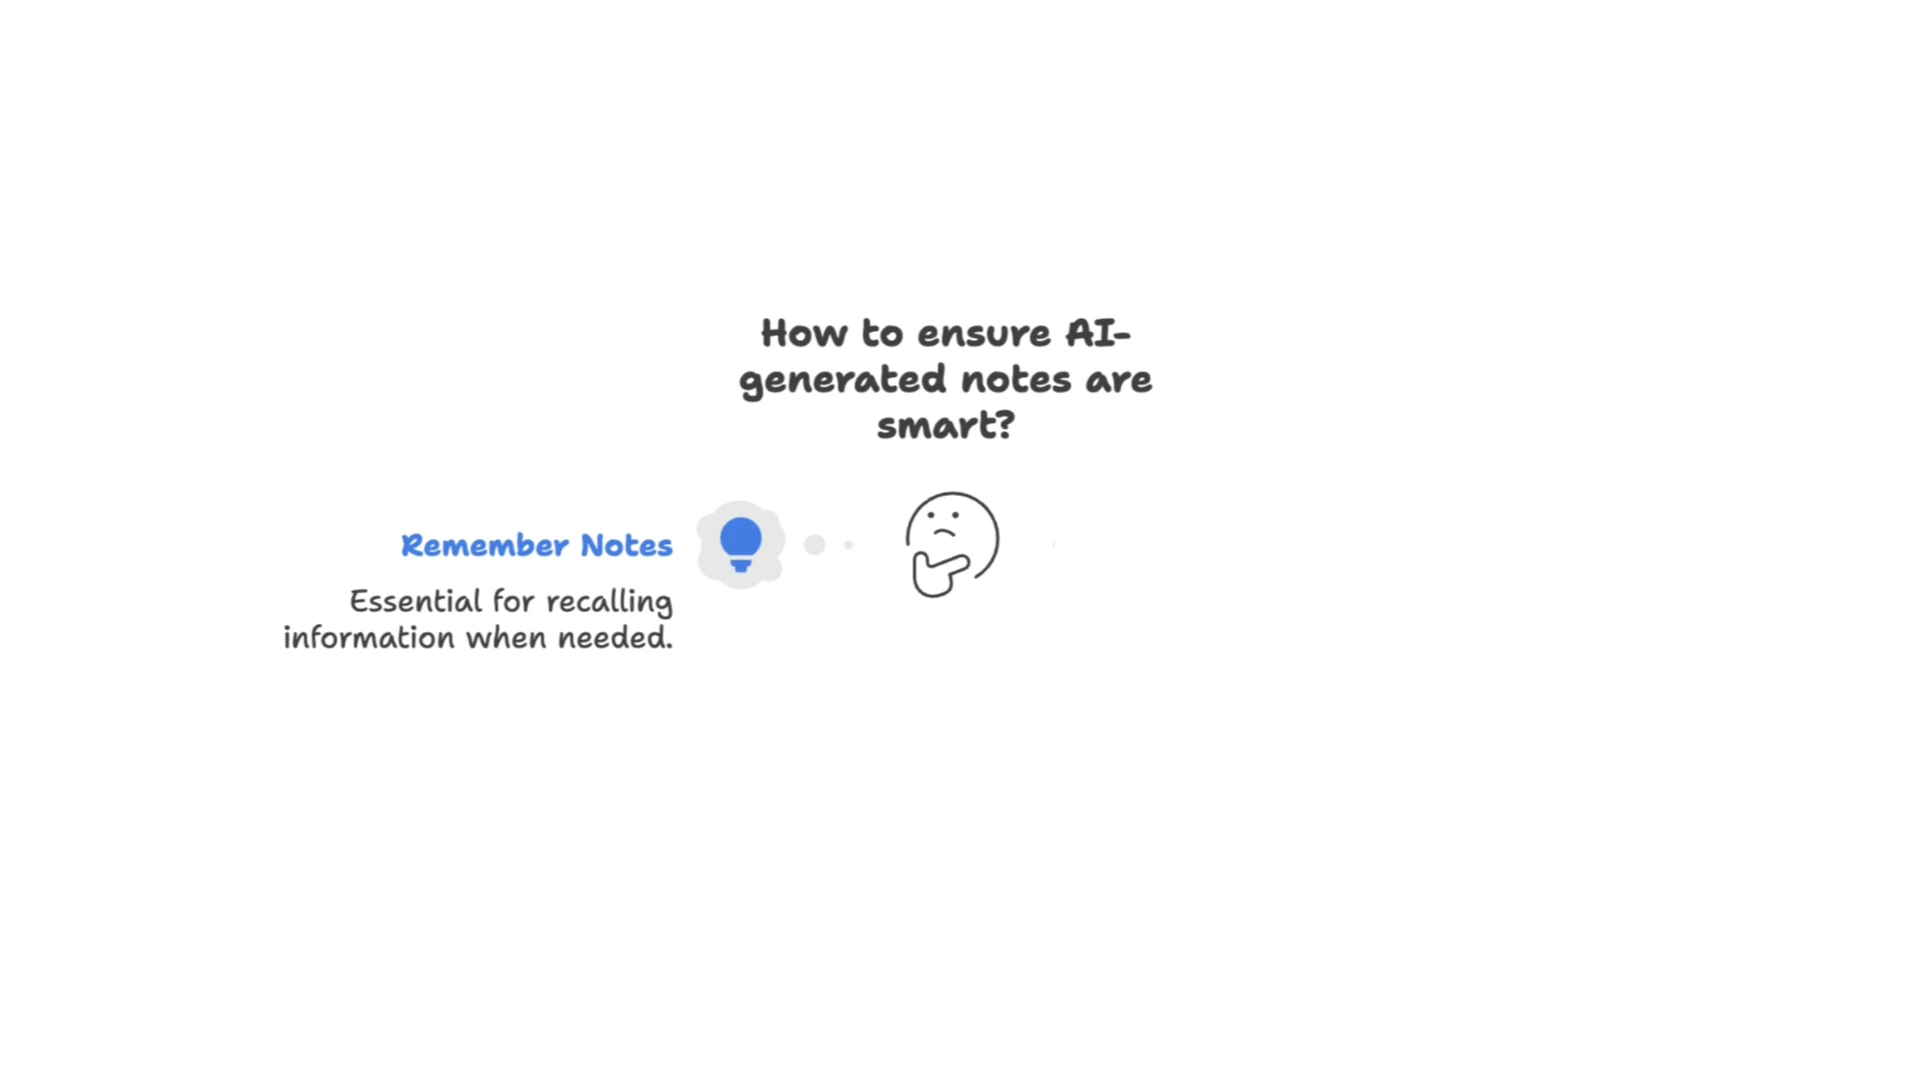 How to ensure AI-
generated notes are
smart?
Remember Notes
Essential for recalling
information when needed.